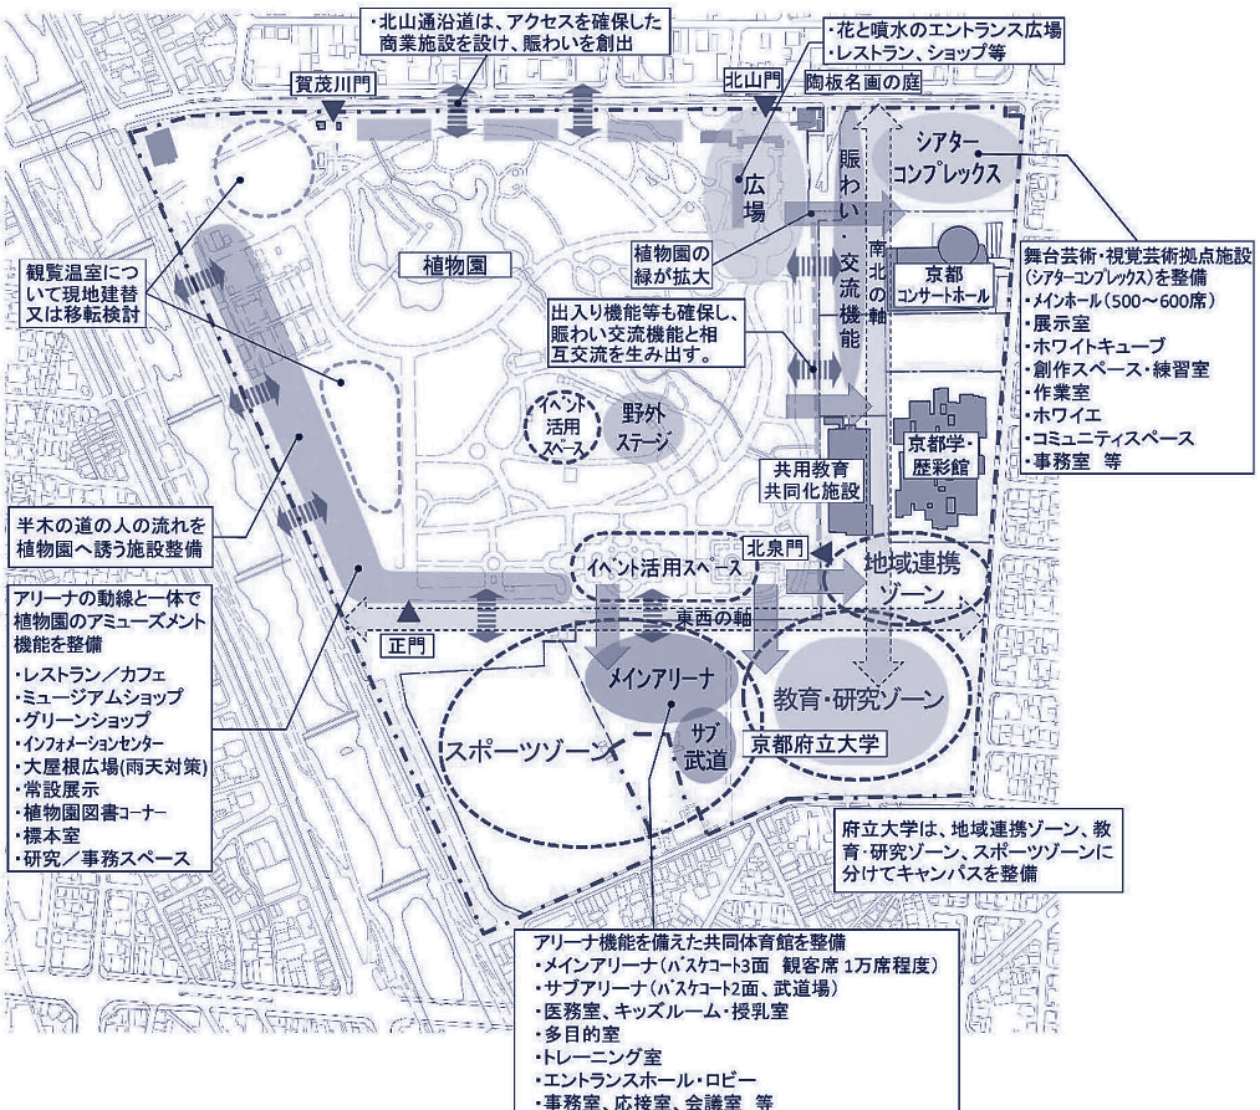 ・北山通沿道は、アクセスを確保した
商業施設を設け、賑わいを創出
・花と噴水のエントランス広場
・レストラン、ショップ等
賀茂川門
北山門
陶板名画の庭
シアター
コンプレックス
広場
賑わい・交流機能
南北の軸
植物園の
緑が拡大
植物園
京都
コンサートホール
観覧温室につ
いて現地建替
又は移転検討
出入り機能等も確保し、
賑わい交流機能と相
互交流を生み出す。
舞台芸術・視覚芸術拠点施設
(シアターコンプレックス)を整備
・メインホール(500～600席)
・展示室
・ホワイトキューブ
・創作スペース・練習室
・作業室
・ホワイエ
・コミュニティスペース
・事務室 等
イベント
活用
スペース
野外
ステージ
京都学・
歴彩館
共用教育
共同化施設
半木の道の人の流れを
植物園へ誘う施設整備
北泉門
イベント活用スペース
地域連携
ゾーン
東西の軸
正門
アリーナの動線と一体で
植物園のアミューズメント
機能を整備
・レストラン／カフェ
・ミュージアムショップ
・グリーンショップ
・インフォメーションセンター
・大屋根広場(雨天対策)
・常設展示
・植物園図書コーナー
・標本室
・研究／事務スペース
メインアリーナ
サブ
武道
スポーツゾーン
教育・研究ゾーン
京都府立大学
府立大学は、地域連携ゾーン、教
育・研究ゾーン、スポーツゾーンに
分けてキャンパスを整備
アリーナ機能を備えた共同体育館を整備
・メインアリーナ(バスケコート3面 観客席1万席程度)
・サブアリーナ(バスケコート2面、武道場)
・医務室、キッズルーム・授乳室
・多目的室
・トレーニング室
・エントランスホール・ロビー
・事務室、応接室、会議室 等